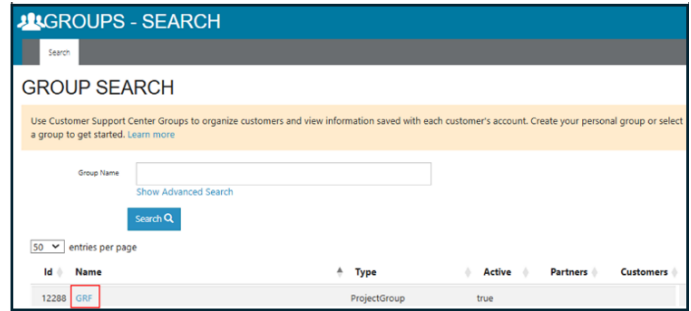 GROUPS - SEARCH
Search
GROUP SEARCH
Use Customer Support Center Groups to organize customers and view information saved with each customer's account. Create your personal group or select
a group to get started. Learn more
Group Name
Show Advanced Search
Search
50 entries per page
Id Name Type Active Partners Customers
12288 GRF ProjectGroup true